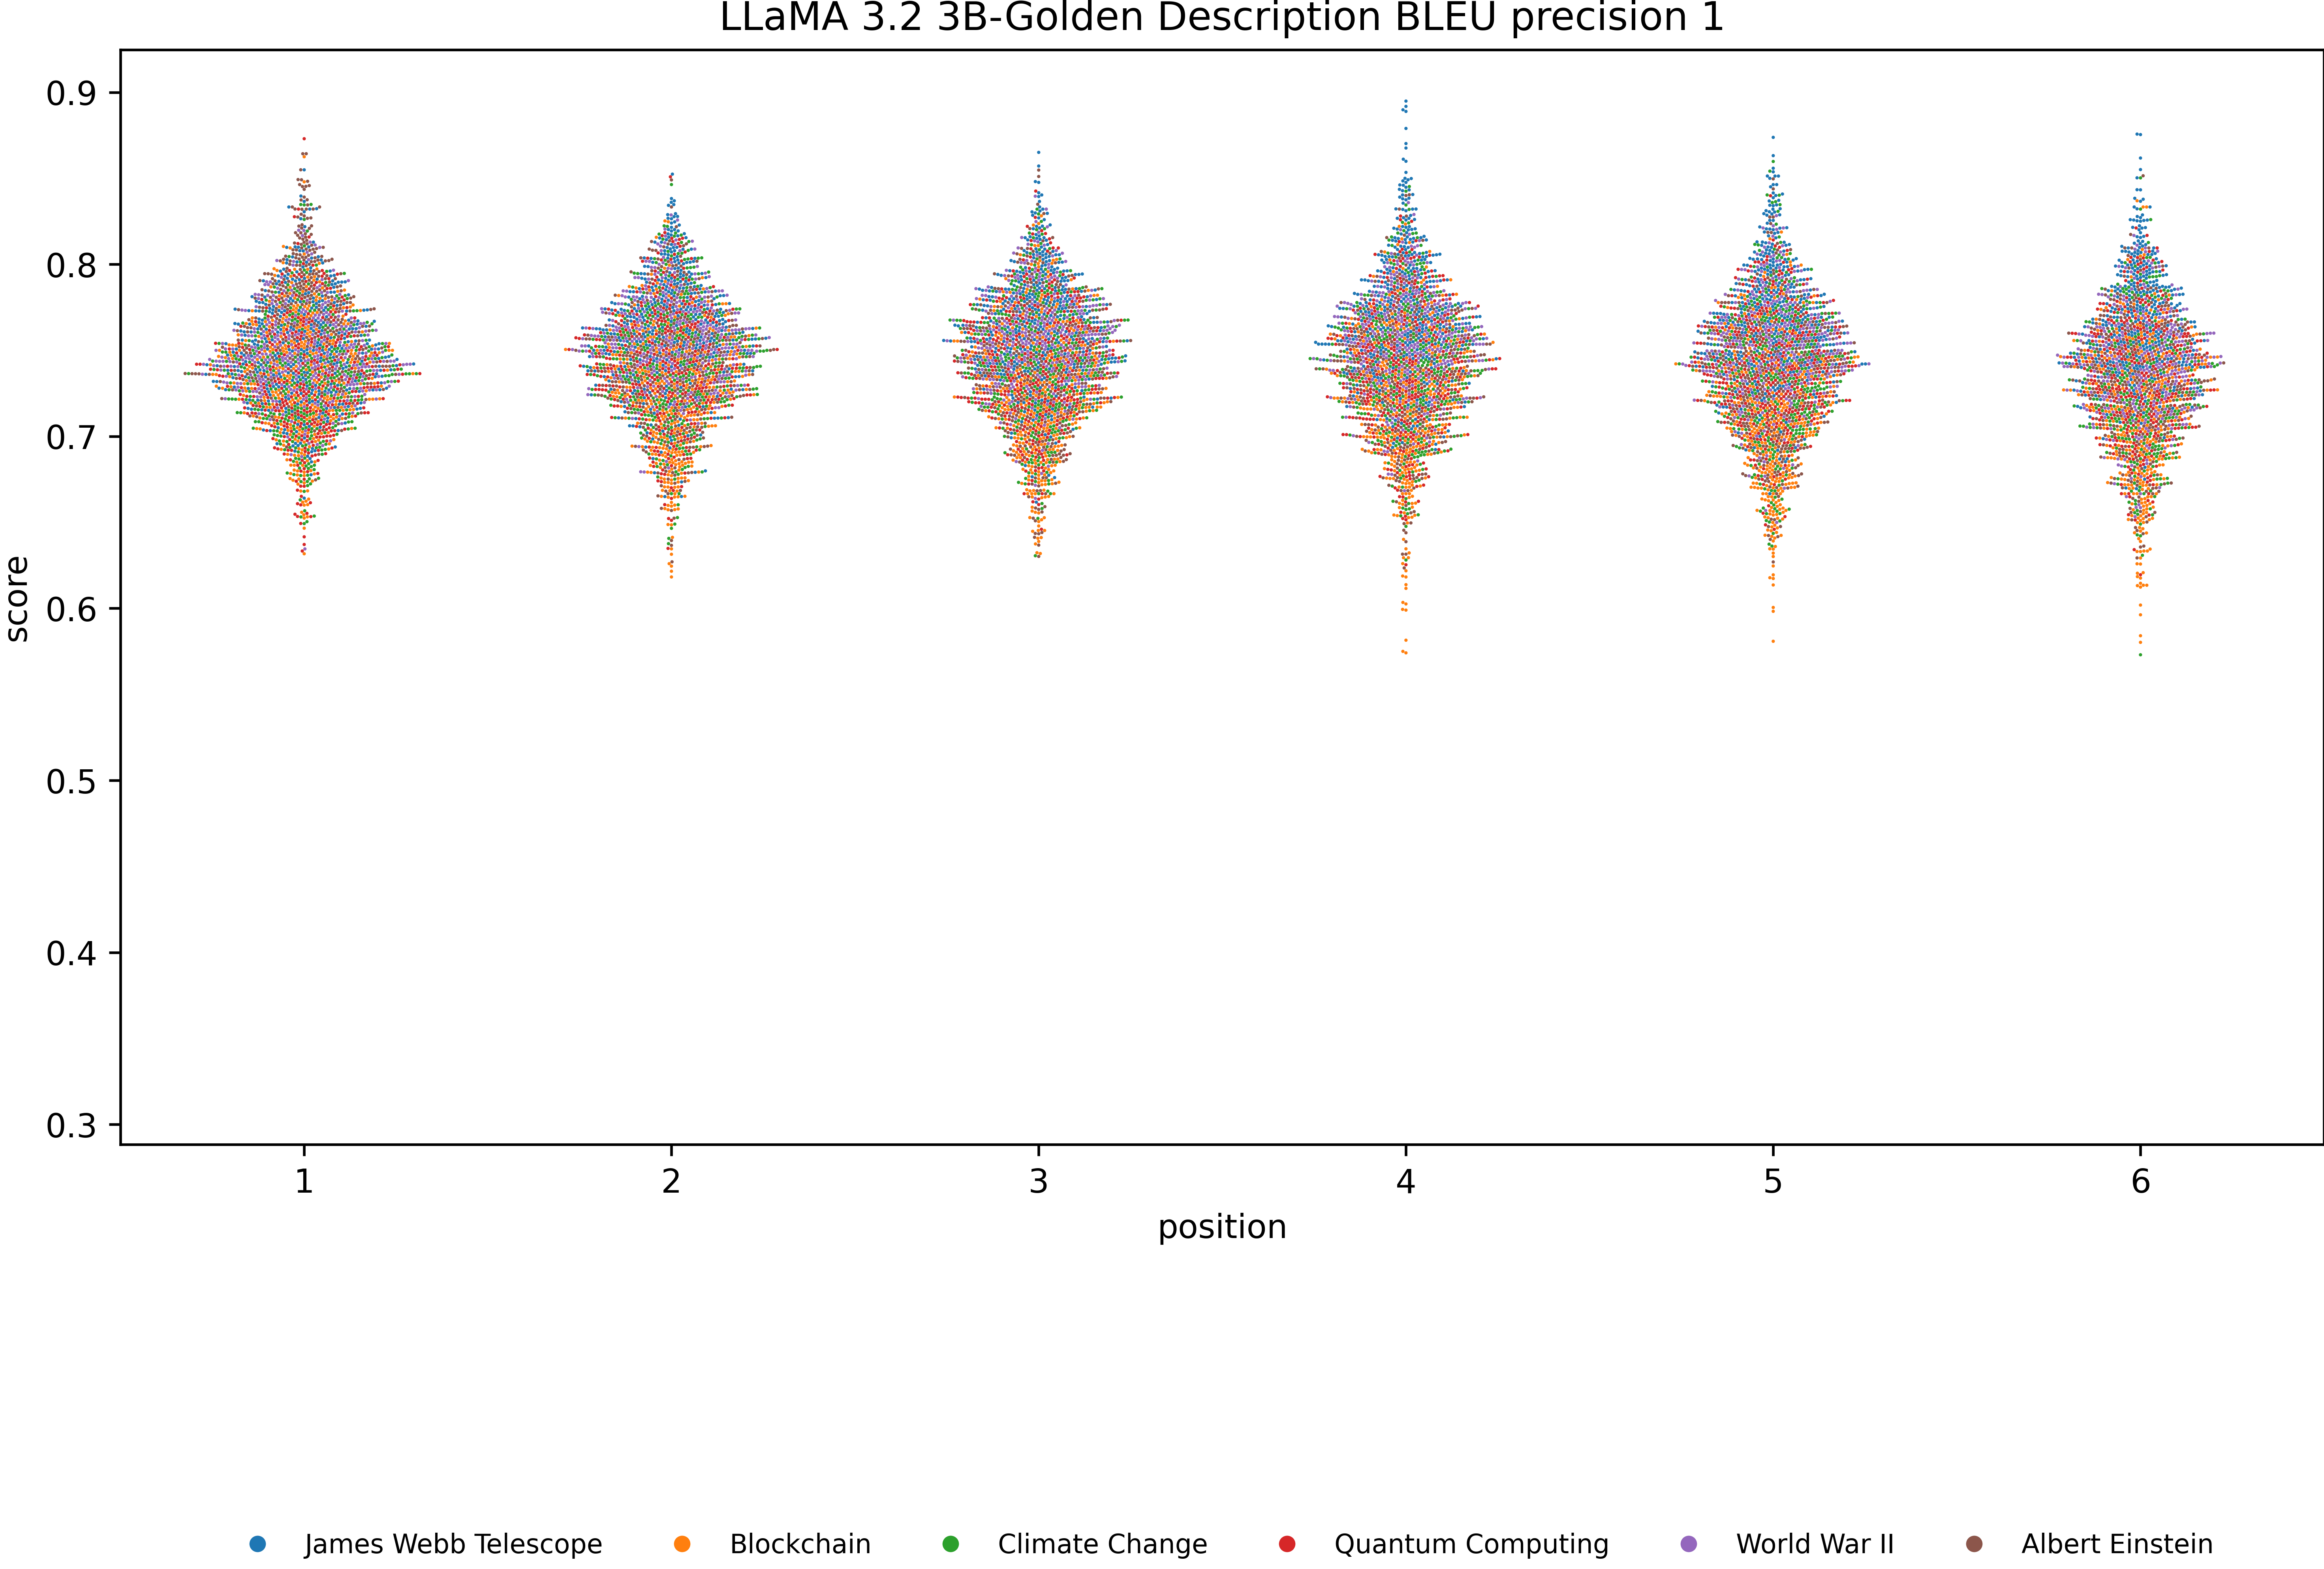 LLaMA 3.2 3B-Golden Description BLEU precision 1
0.9
0.8
0.7
0.6
0.5
0.4
0.3
score
1 2 3 4 5 6
position
James Webb Telescope Blockchain Climate Change Quantum Computing World War II Albert Einstein